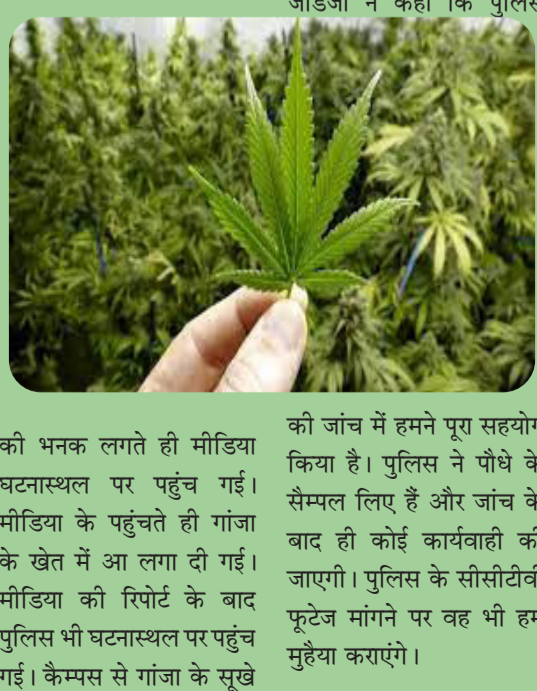 की भनक लगते ही मीडिया
घटनास्थल पर पहुंच गई।
मीडिया के पहुंचते ही गांजा
के खेत में आ लगा दी गई।
मीडिया की रिपोर्ट के बाद
पुलिस भी घटनास्थल पर पहुंच
गई। कैम्पस से गांजा के सूखे
ने कहा कि पुलिस
की जांच में हमने पूरा सहयोग
किया है। पुलिस ने पौधे के
सैम्पल लिए हैं और जांच के
बाद ही कोई कार्यवाही की
जाएगी। पुलिस के सीसीटीवी
फूटेज मांगने पर वह भी हम
मुहैया कराएंगे।